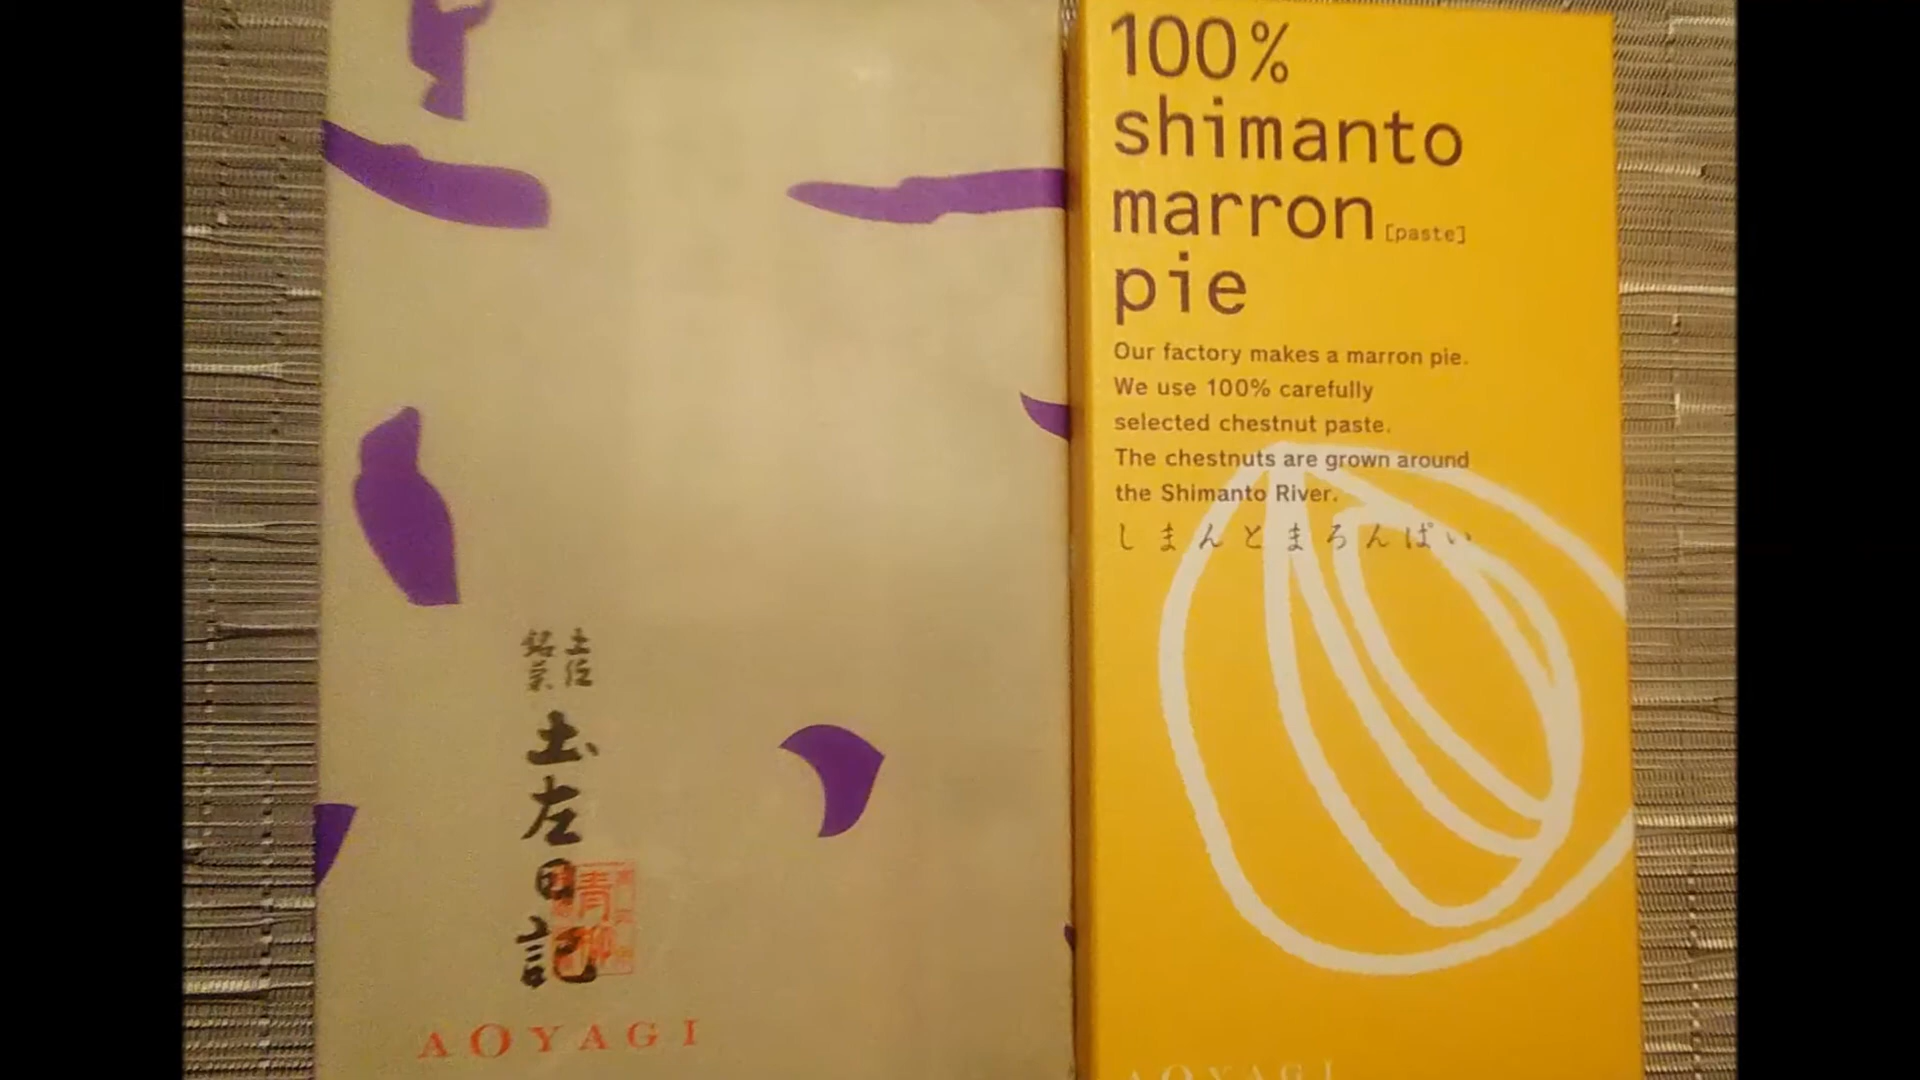 土佐
銘菓
土左日記
青柳
AOYAGI
100%
shimanto
marron [paste]
pie
Our factory makes a marron pie.
We use 100% carefully
selected chestnut paste.
The chestnuts are grown around
the Shimanto River.
しまんとまろんぱい
AOYAGI